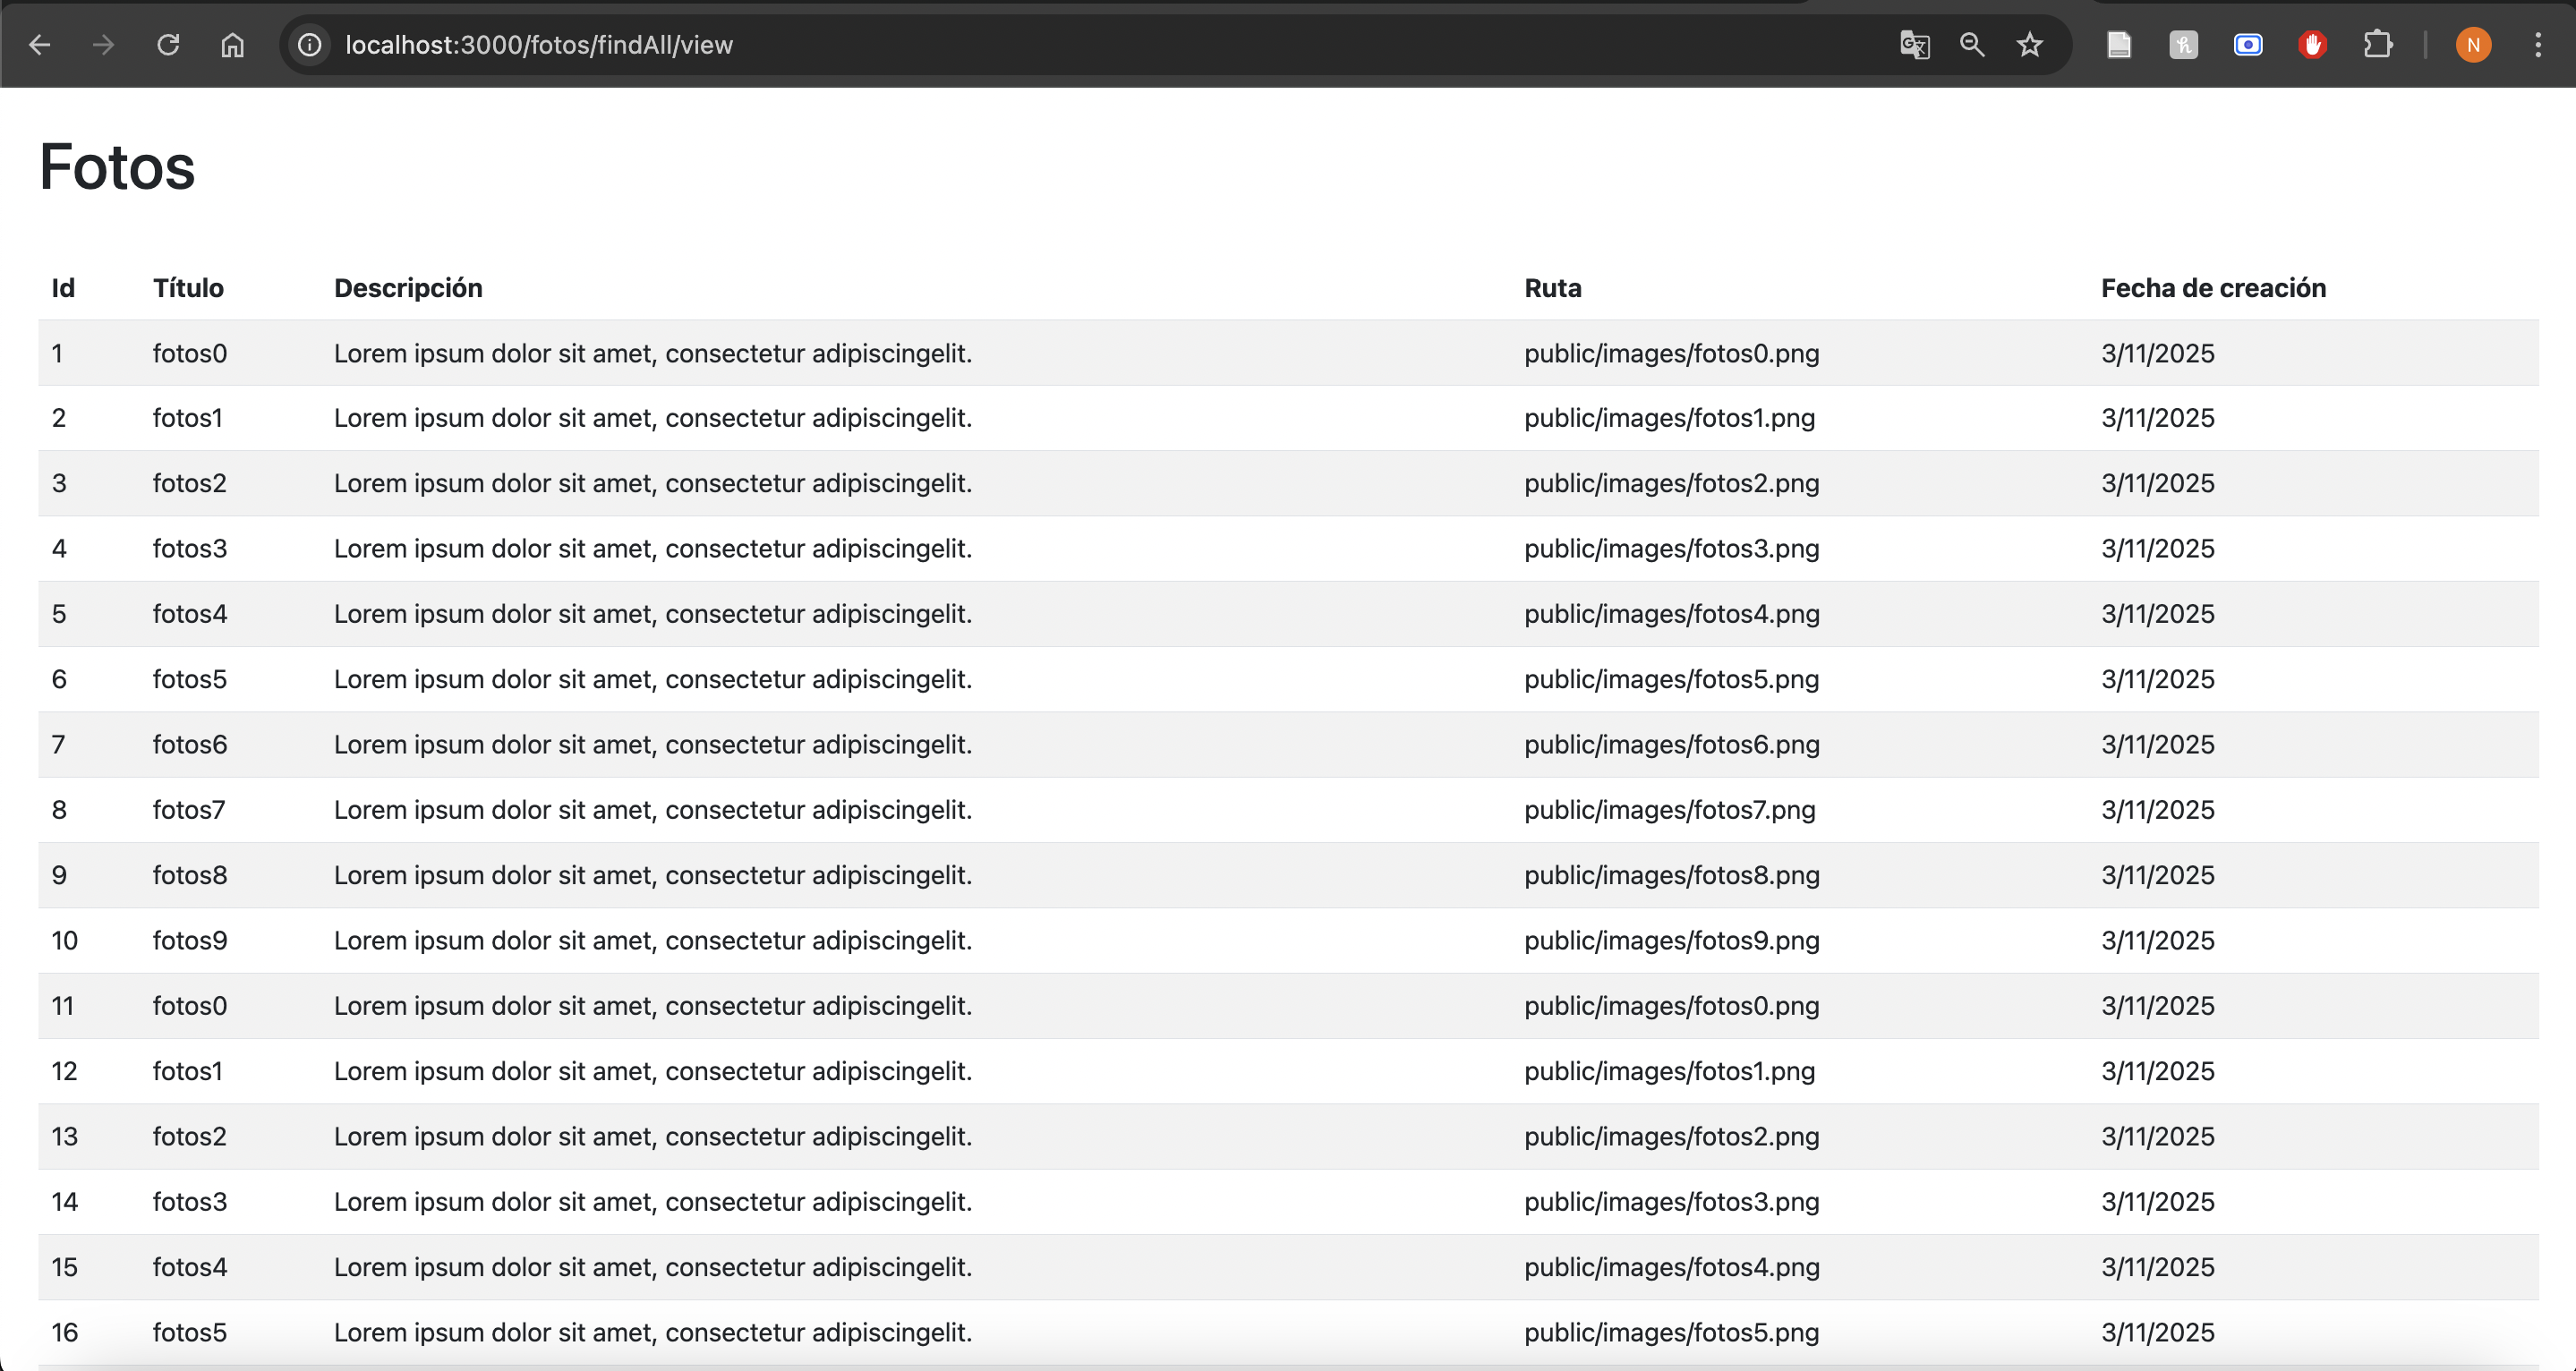 localhost:3000/fotos/findAll/view
N
Fotos
Id Título Descripción Ruta Fecha de creación
1 fotos0 Lorem ipsum dolor sit amet, consectetur adipiscingelit. public/images/fotos0.png 3/11/2025
2 fotos1 Lorem ipsum dolor sit amet, consectetur adipiscingelit. public/images/fotos1.png 3/11/2025
3 fotos2 Lorem ipsum dolor sit amet, consectetur adipiscingelit. public/images/fotos2.png 3/11/2025
4 fotos3 Lorem ipsum dolor sit amet, consectetur adipiscingelit. public/images/fotos3.png 3/11/2025
5 fotos4 Lorem ipsum dolor sit amet, consectetur adipiscingelit. public/images/fotos4.png 3/11/2025
6 fotos5 Lorem ipsum dolor sit amet, consectetur adipiscingelit. public/images/fotos5.png 3/11/2025
7 fotos6 Lorem ipsum dolor sit amet, consectetur adipiscingelit. public/images/fotos6.png 3/11/2025
8 fotos7 Lorem ipsum dolor sit amet, consectetur adipiscingelit. public/images/fotos7.png 3/11/2025
9 fotos8 Lorem ipsum dolor sit amet, consectetur adipiscingelit. public/images/fotos8.png 3/11/2025
10 fotos9 Lorem ipsum dolor sit amet, consectetur adipiscingelit. public/images/fotos9.png 3/11/2025
11 fotos0 Lorem ipsum dolor sit amet, consectetur adipiscingelit. public/images/fotos0.png 3/11/2025
12 fotos1 Lorem ipsum dolor sit amet, consectetur adipiscingelit. public/images/fotos1.png 3/11/2025
13 fotos2 Lorem ipsum dolor sit amet, consectetur adipiscingelit. public/images/fotos2.png 3/11/2025
14 fotos3 Lorem ipsum dolor sit amet, consectetur adipiscingelit. public/images/fotos3.png 3/11/2025
15 fotos4 Lorem ipsum dolor sit amet, consectetur adipiscingelit. public/images/fotos4.png 3/11/2025
16 fotos5 Lorem ipsum dolor sit amet, consectetur adipiscingelit. public/images/fotos5.png 3/11/2025